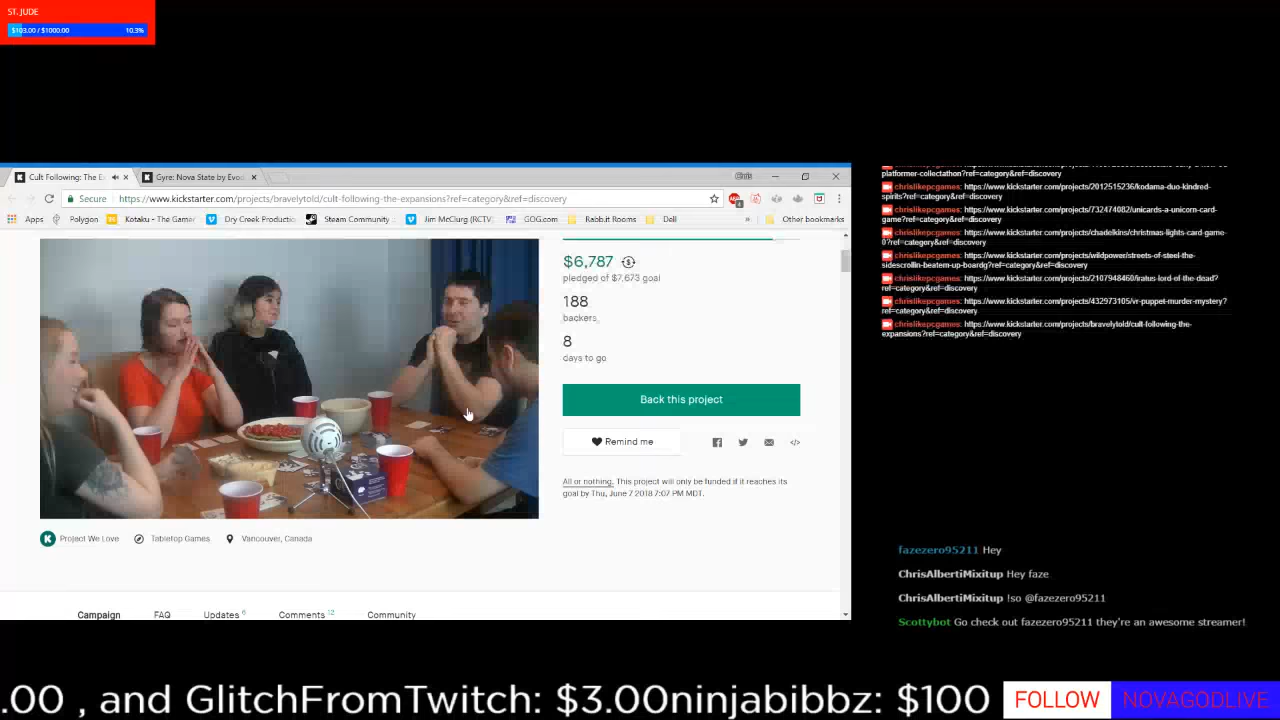 ST. JUDE
$103.00 / $1000.00 10.3%
Cult Following: The E
Gyre: Nova State by Evo
Chris
Secure
https://www.kickstarter.com/projects/bravelytold/cult-following-the-expansions?ref=category&ref=discovery
Apps Polygon Kotaku - The Game Dry Creek Productio Steam Community Jim McClurg (RCTV) GOG.com Rabbit Rooms Dell Other bookmarks
$6,787
pledged of $7,673 goal
188
backers
8
days to go
Back this project
Remind me
All or nothing. This project will only be funded if it reaches its
goal by Thu, June 7 2018 7:07 PM MDT.
Project We Love Tabletop Games Vancouver, Canada
Campaign FAQ Updates 6 Comments 12 Community
platformer-collectathon?ref=category&ref=discovery
chrislikepcgames: https://www.kickstarter.com/projects/2012515236/kodama-duo-kindred-
spirits?ref=category&ref=discovery
chrislikepcgames: https://www.kickstarter.com/projects/732474082/unicards-a-unicorn-card-
game?ref=category&ref=discovery
chrislikepcgames: https://www.kickstarter.com/projects/chadelkins/christmas-lights-card-game-
0?ref=category&ref=discovery
chrislikepcgames: https://www.kickstarter.com/projects/wildpower/streets-of-steel-the-
sidescrollin-beatem-up-boardg?ref=category&ref=discovery
chrislikepcgames: https://www.kickstarter.com/projects/2107948460/iratus-lord-of-the-dead?
ref=category&ref=discovery
chrislikepcgames: https://www.kickstarter.com/projects/432973105/vr-puppet-murder-mystery?
ref=category&ref=discovery
chrislikepcgames: https://www.kickstarter.com/projects/bravelytold/cult-following-the-
expansions?ref=category&ref=discovery
fazezero95211 Hey
ChrisAlbertiMixitup Hey faze
ChrisAlbertiMixitup !so @fazezero95211
Scottybot Go check out fazezero95211 they're an awesome streamer!
.00 , and GlitchFromTwitch: $3.00ninjabibbz: $100
FOLLOW NOVAGODLIVE